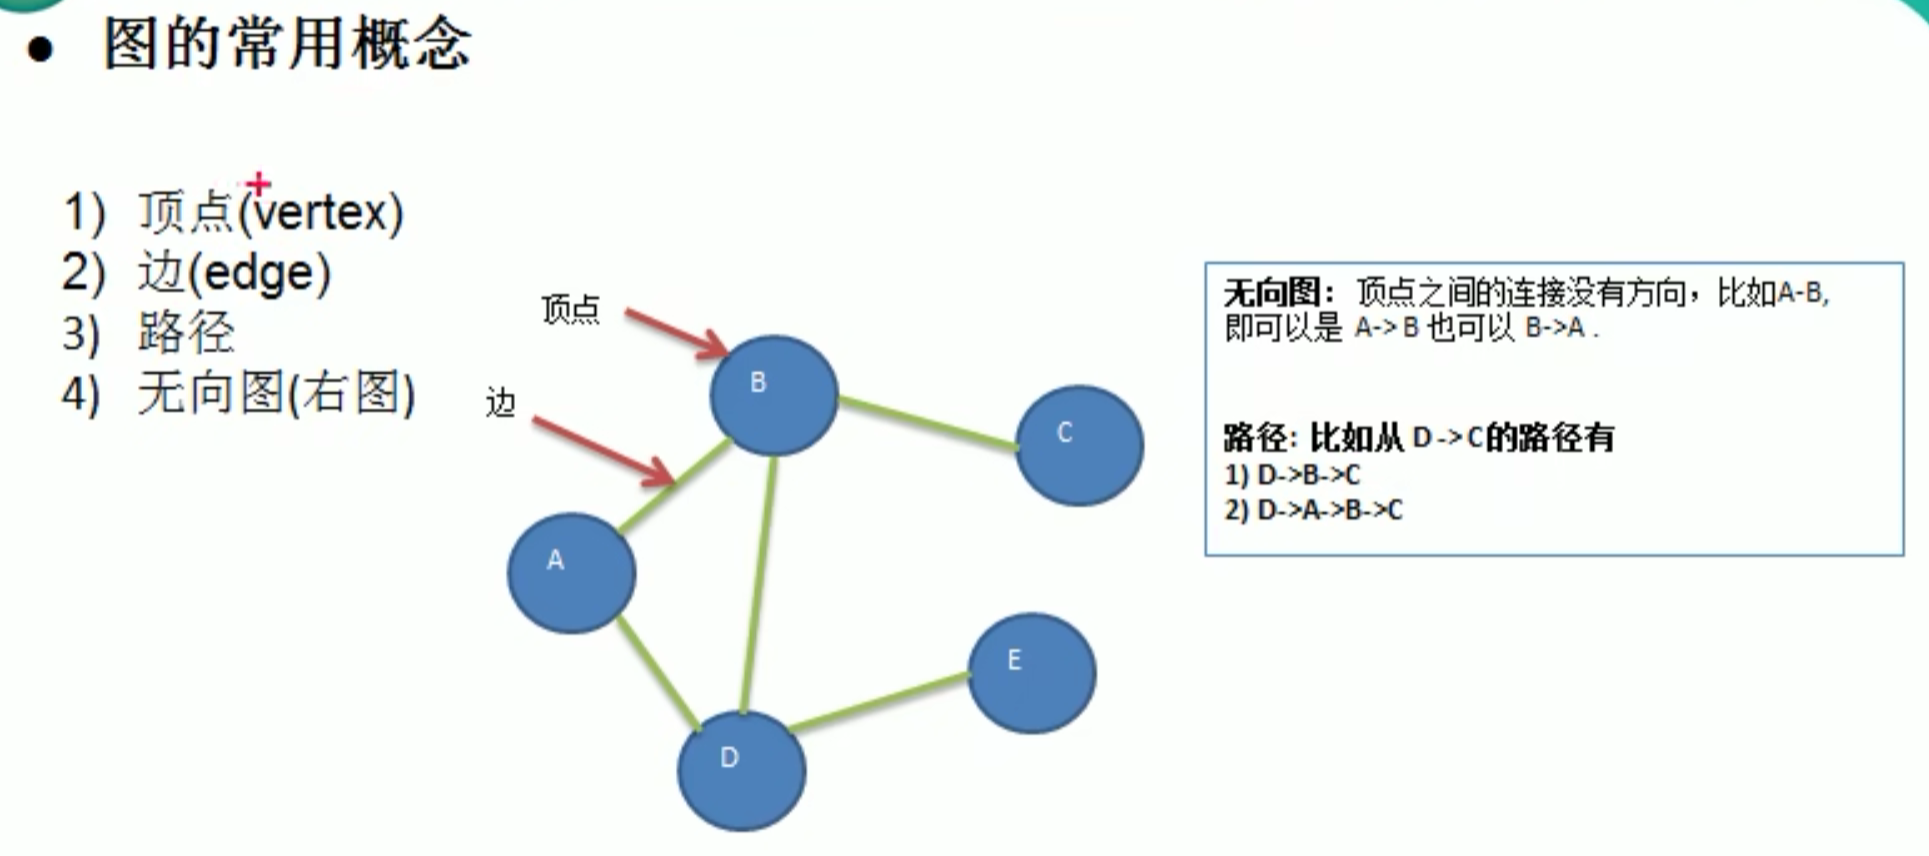 ● 图的常用概念
1) 顶点(vertex)
2) 边(edge)
3) 路径
4) 无向图(右图)
顶点
边
B
C
A
E
D
无向图： 顶点之间的连接没有方向，比如A-B,
即可以是 A-> B 也可以 B->A .
路径: 比如从 D -> C的路径有
1) D->B->C
2) D->A->B->C